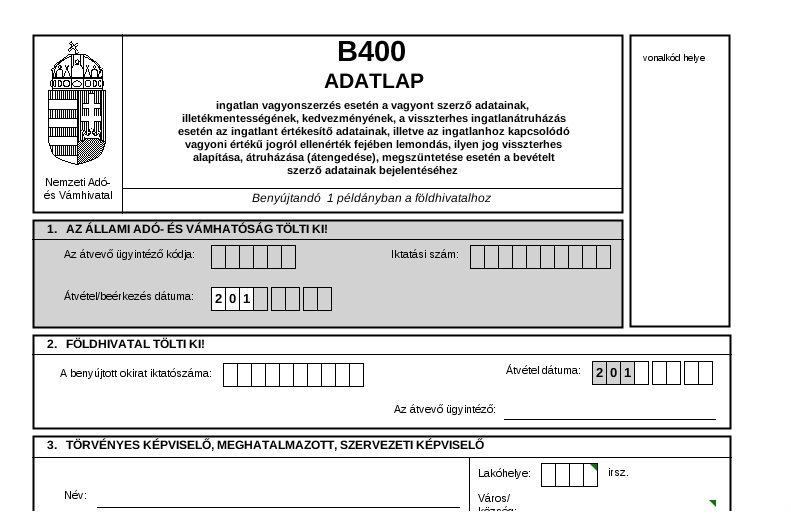 B400
ADATLAP
ingatlan vagyonszerzés esetén a vagyont szerző adatainak,
illetékmentességének, kedvezményének, a visszterhes ingatlanátruházás
esetén az ingatlant értékesítő adatainak, illetve az ingatlanhoz kapcsolódó
vagyoni értékű jogról ellenérték fejében lemondás, ilyen jog visszterhes
alapítása, átruházása (átengedése), megszüntetése esetén a bevételt
szerző adatainak bejelentéséhez
Nemzeti Adó-
és Vámhivatal
Benyújtandó 1 példányban a földhivatalhoz
vonalkód helye
1. AZ ÁLLAMI ADÓ- ÉS VÁMHATÓSÁG TÖLTI KI!
Az átvevő ügyintéző kódja:
Iktatási szám:
Átvétel/beérkezés dátuma: 2 0 1
2. FÖLDHIVATAL TÖLTI KI!
A benyújtott okirat iktatószáma:
Átvétel dátuma: 2 0 1
Az átvevő ügyintéző:
3. TÖRVÉNYES KÉPVISELŐ, MEGHATALMAZOTT, SZERVEZETI KÉPVISELŐ
Lakóhelye: irsz.
Név:
Város/
község: